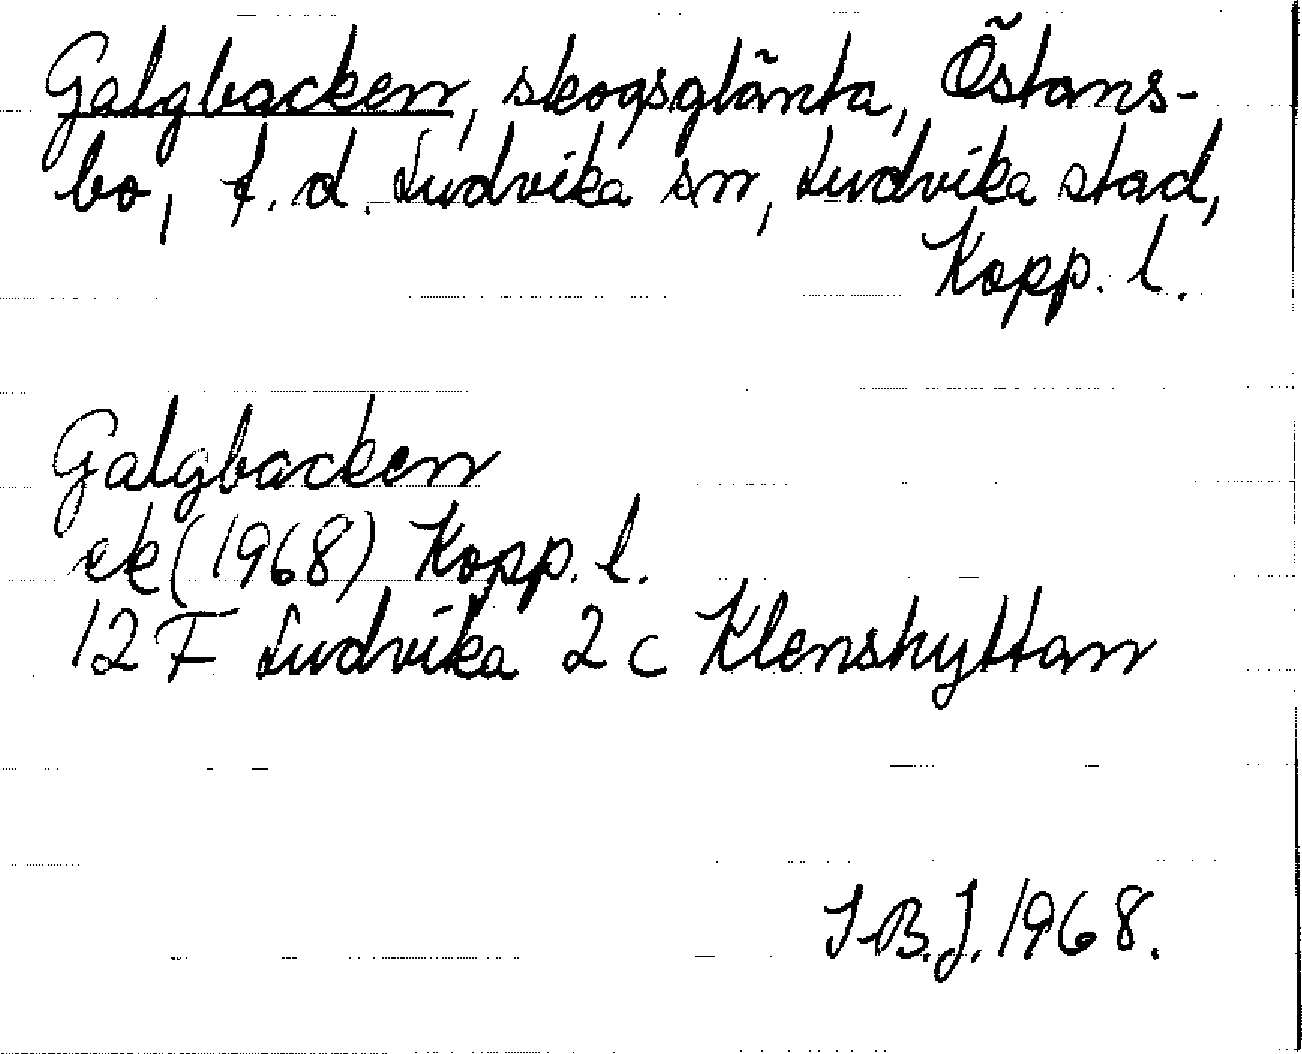 Galgbacken, skogsglänta, Östans-
bo, f.d. Ludvika sn, Ludvika stad,
Kopp. l.
Galgbacken
ek (1968) Kopp. l.
12 F Ludvika 2 c Klenshyttan
I.B.J. 1968.